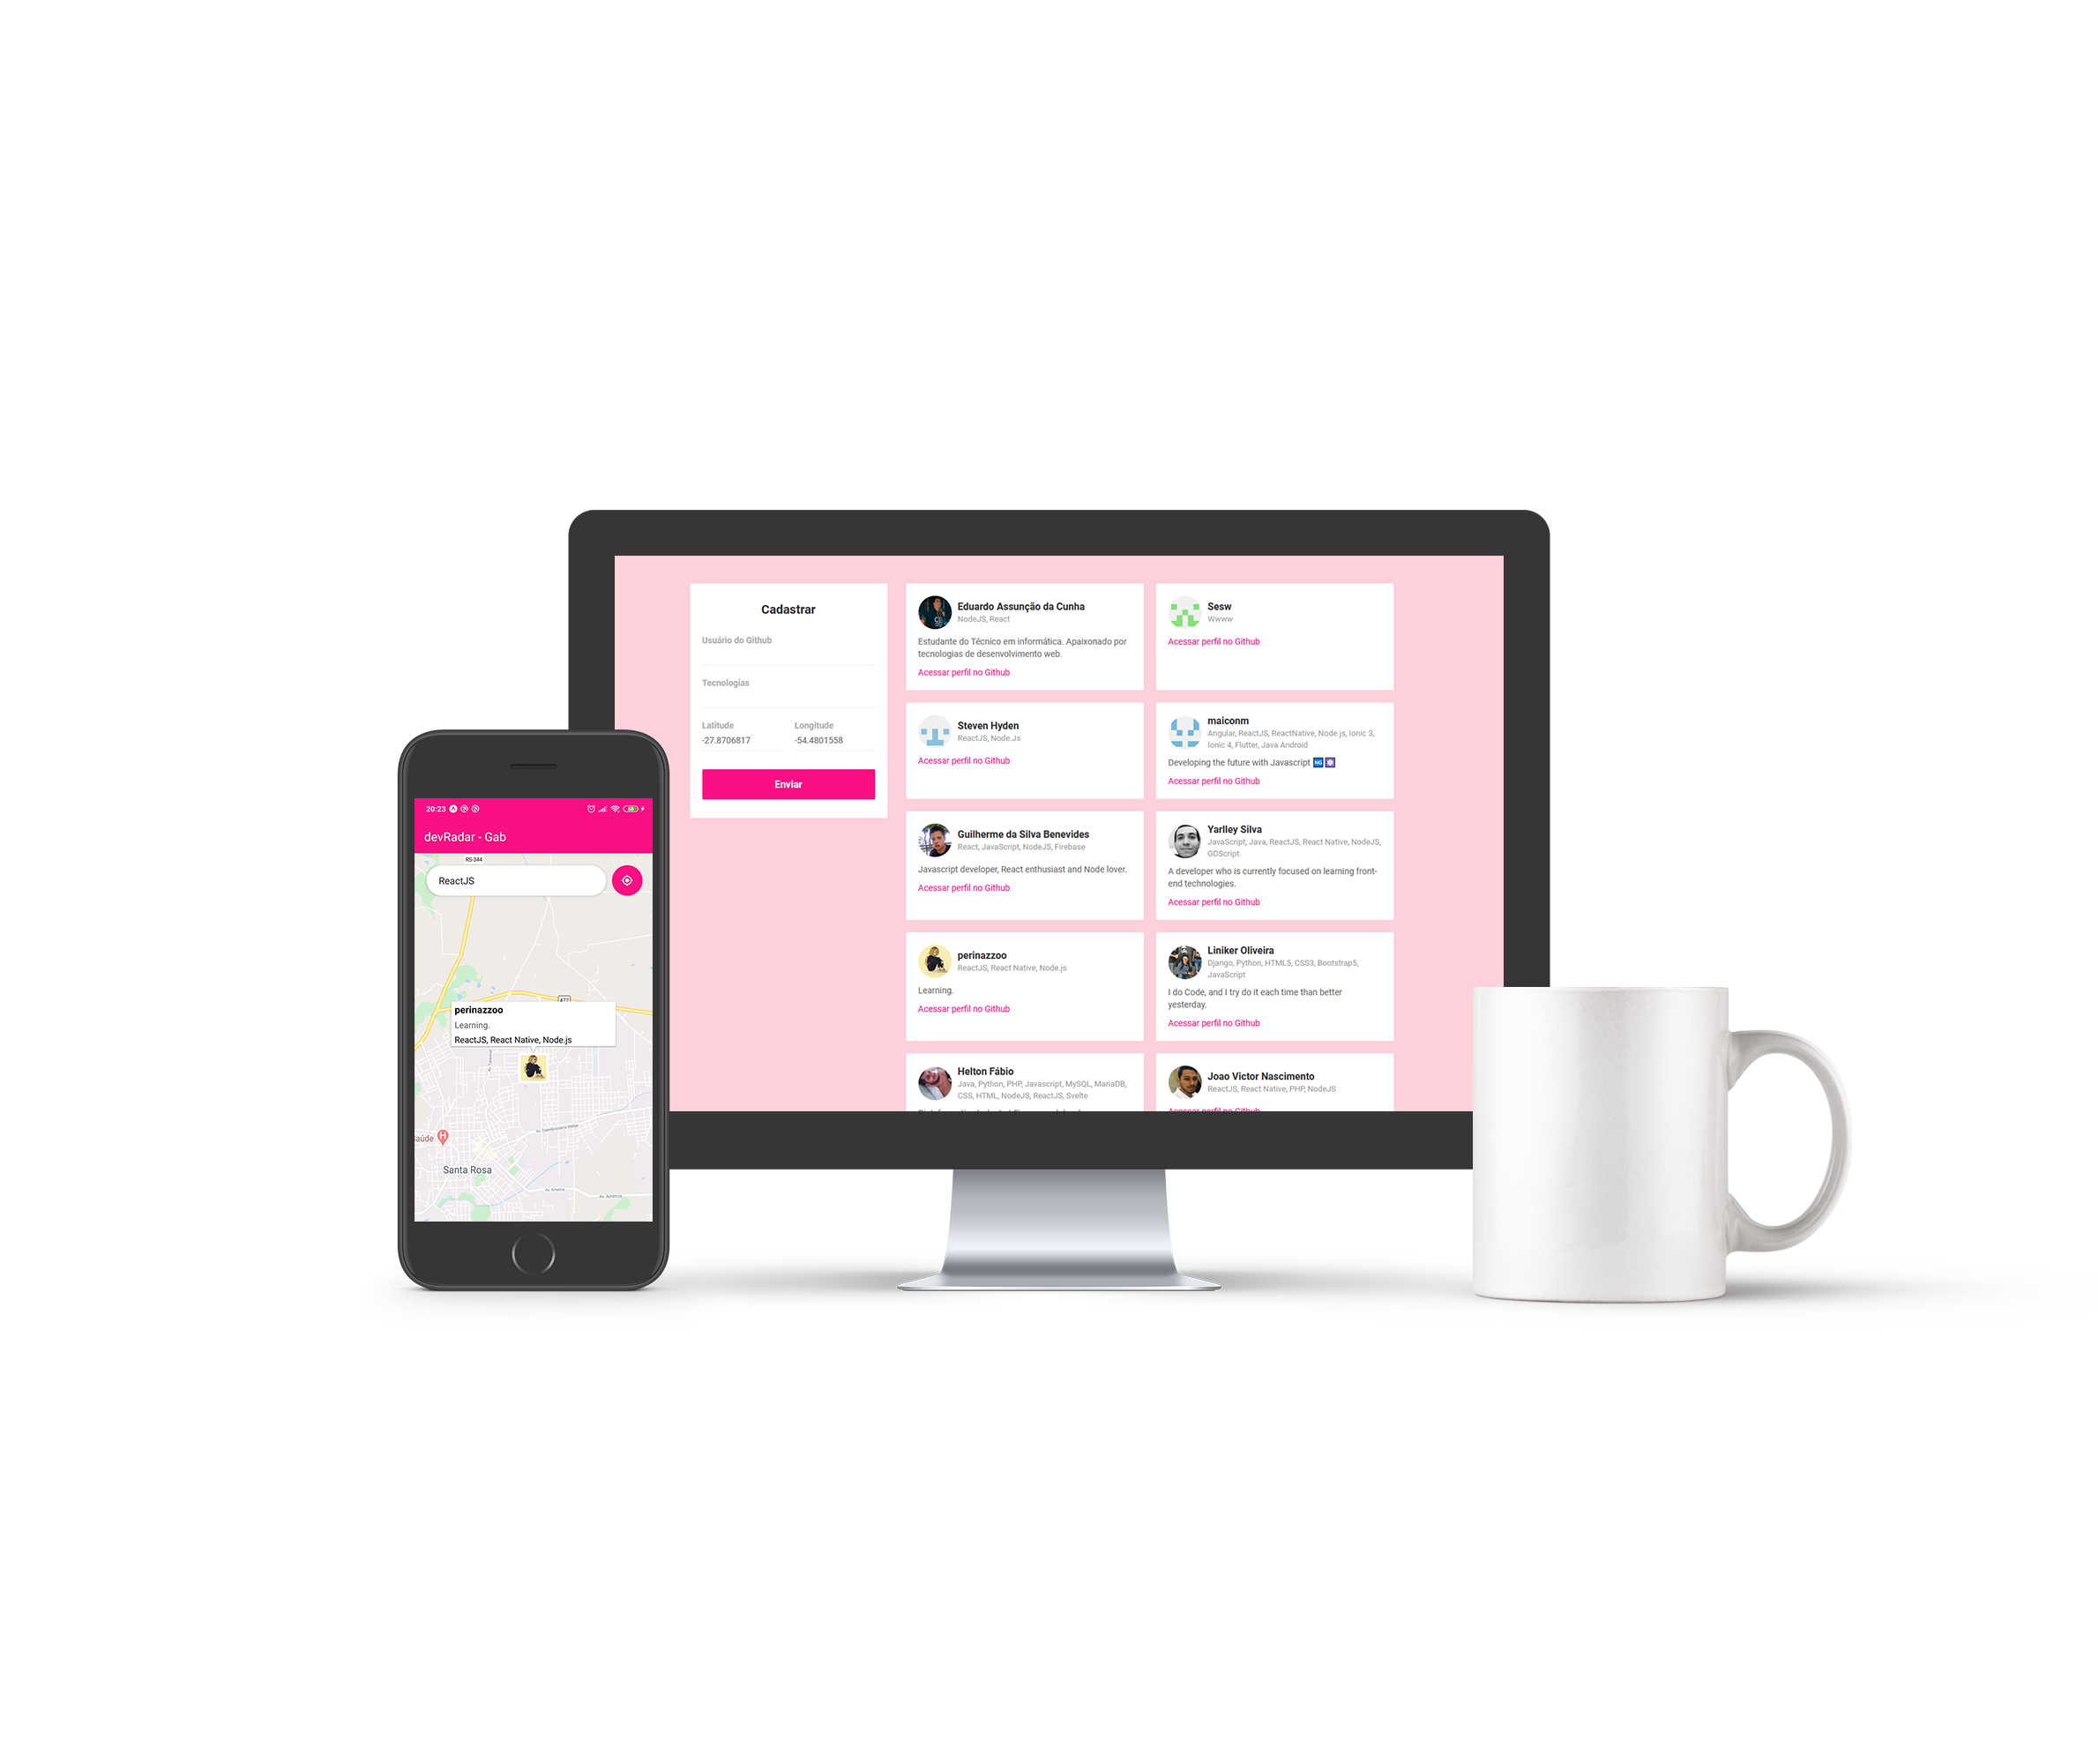 Cadastrar
Usuário do Github
Tecnologias
Latitude
Longitude
-27.8706817
-54.4801558
Enviar
Eduardo Assunção da Cunha
NodeJS, React
Estudante do Técnico em informática. Apaixonado por
tecnologias de desenvolvimento web.
Acessar perfil no Github
Sesw
Wwww
Acessar perfil no Github
Steven Hyden
ReactJS, Node.Js
Acessar perfil no Github
maiconm
Angular, ReactJS, ReactNative, Node.js, Ionic 3,
Ionic 4, Flutter, Java Android
Developing the future with Javascript
Acessar perfil no Github
Guilherme da Silva Benevides
React, JavaScript, NodeJS, Firebase
Javascript developer, React enthusiast and Node lover.
Acessar perfil no Github
Yarlley Silva
JavaScript, Java, ReactJS, React Native, NodeJS,
GDScript.
A developer who is currently focused on learning front-
end technologies.
Acessar perfil no Github
perinazzoo
ReactJS, React Native, Node.js
Learning.
Acessar perfil no Github
Liniker Oliveira
Django, Python, HTML5, CSS3, Bootstrap5,
JavaScript
I do Code, and I try do it each time than better
yesterday.
Acessar perfil no Github
Helton Fábio
Java, Python, PHP, Javascript, MySQL, MariaDB,
CSS, HTML, NodeJS, ReactJS, Svelte
Joao Victor Nascimento
ReactJS, React Native, PHP, NodeJS
Acessar perfil no Github
20:23
devRadar - Gab
RS-344
ReactJS
472
perinazzoo
Learning.
ReactJS, React Native, Node.js
aúde
H
Santa Rosa
Av. América
Av. América